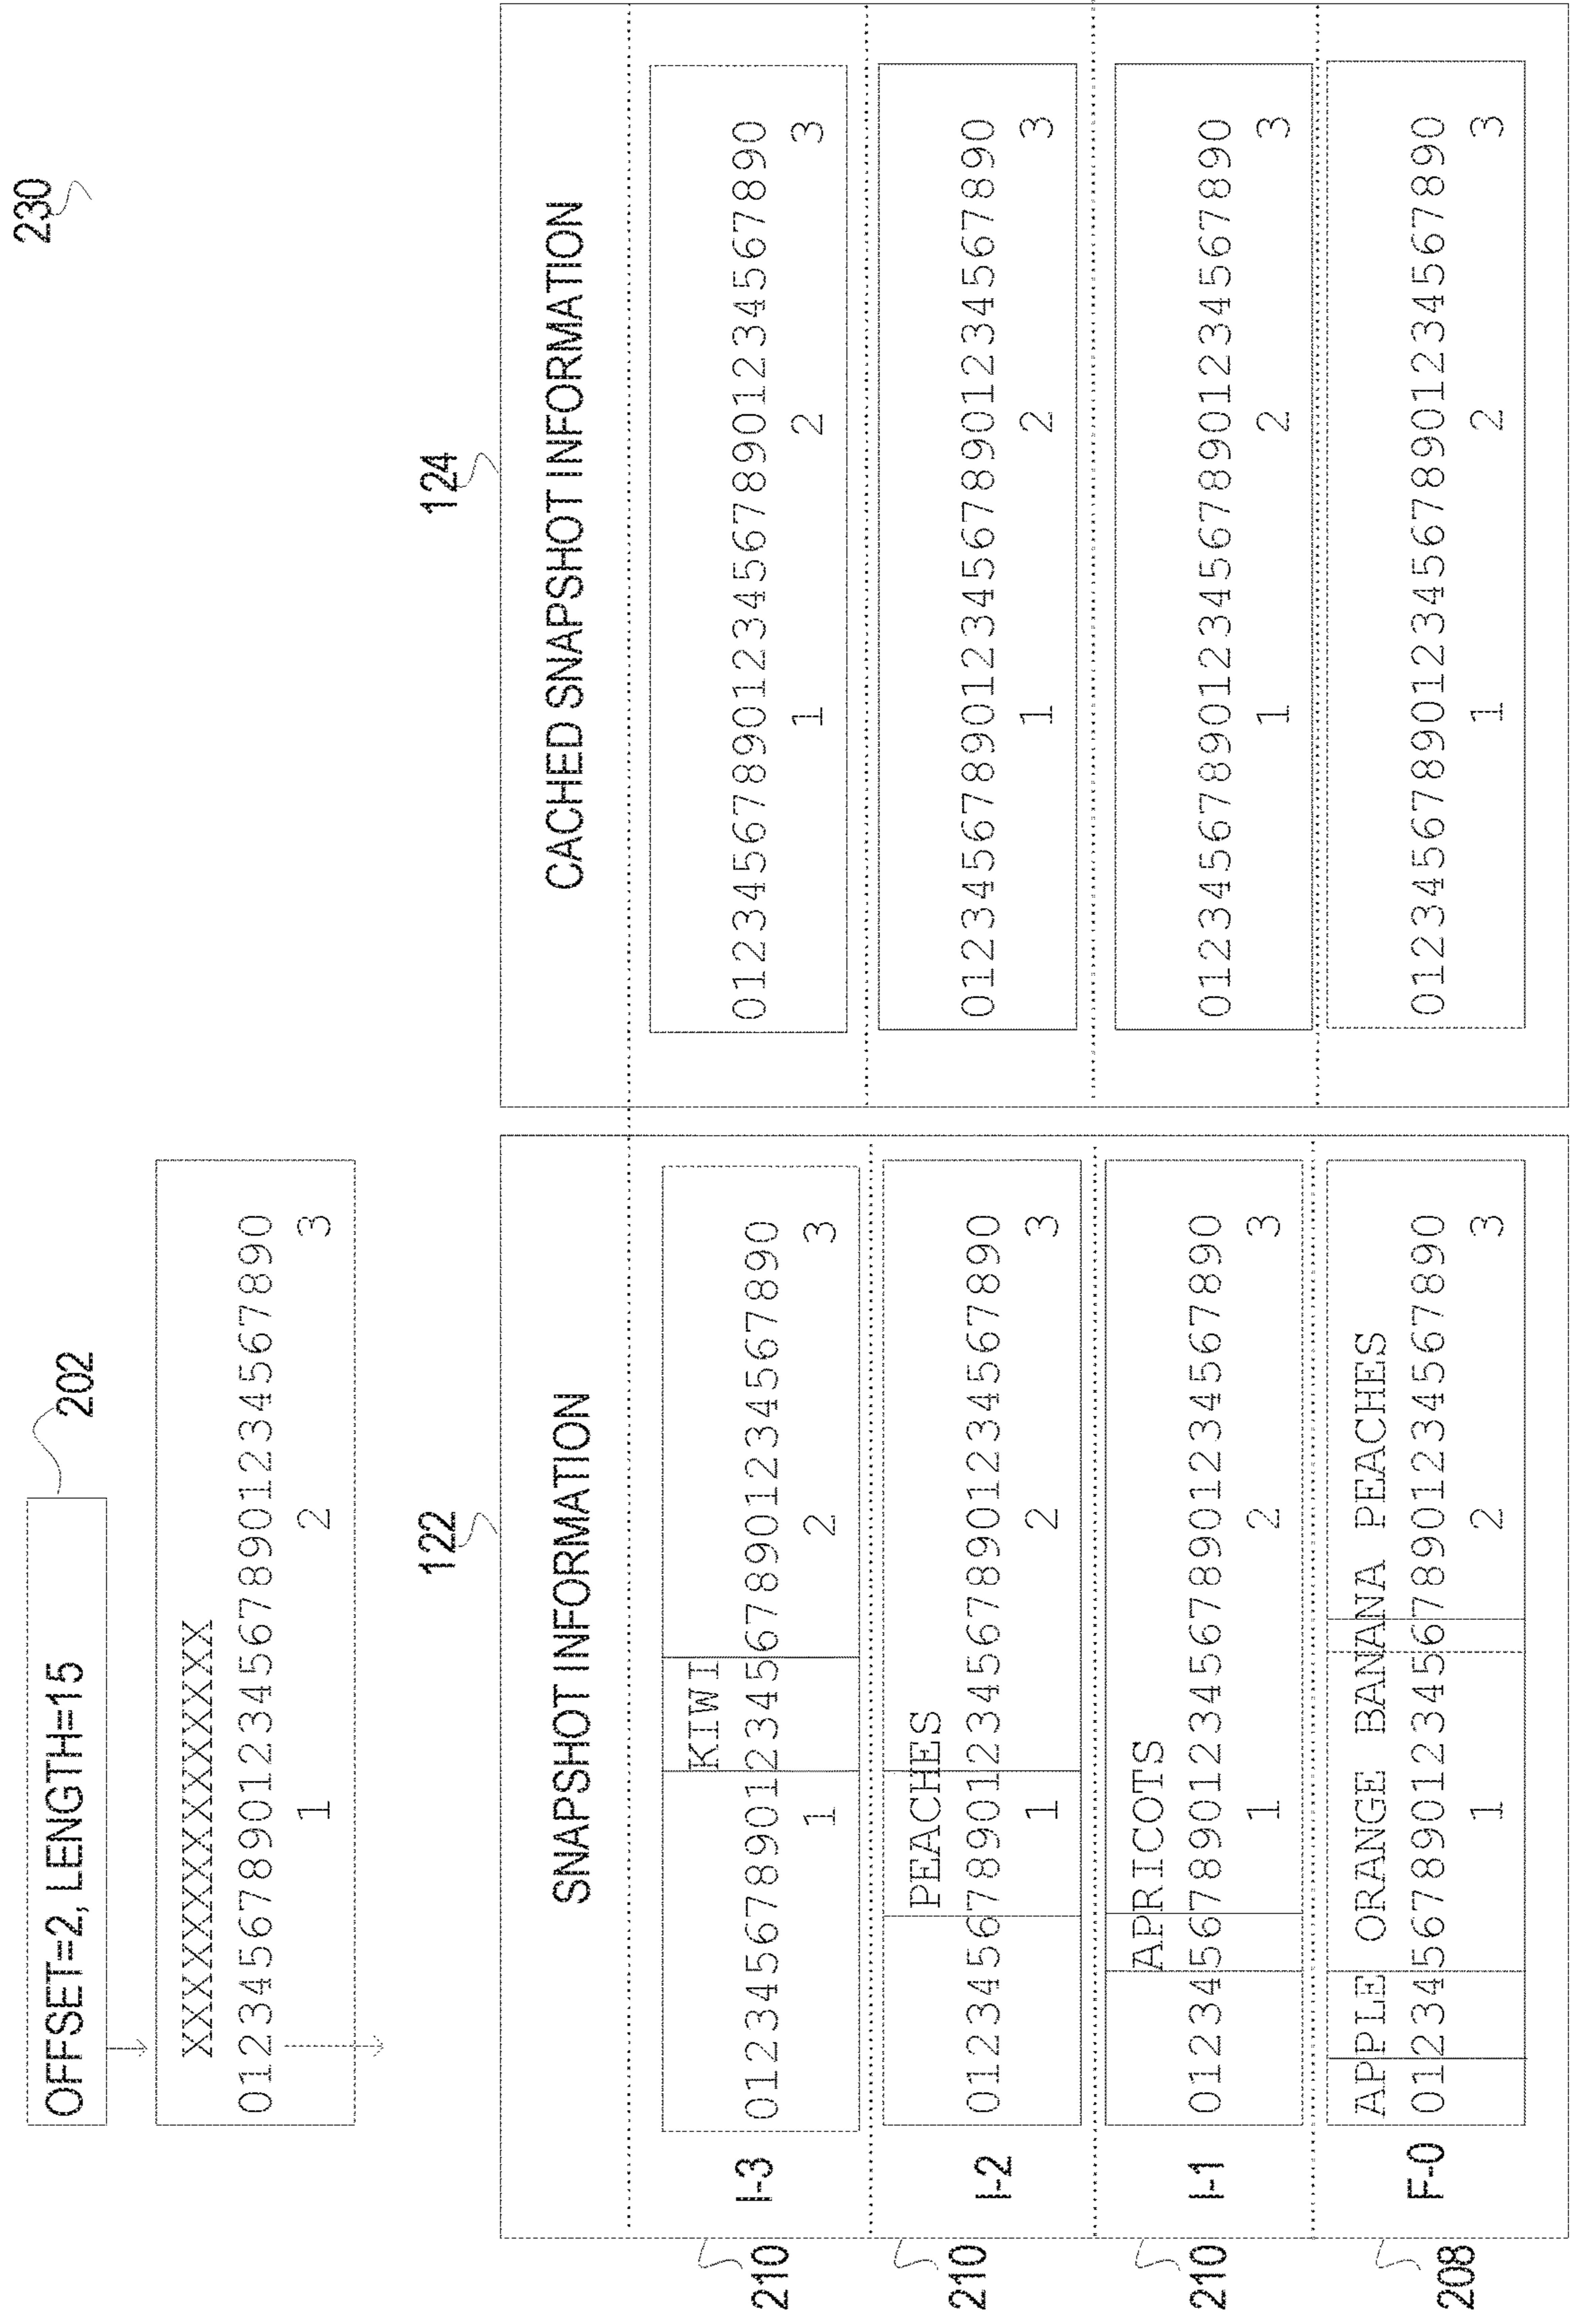 230
OFFSET=2, LENGTH=15
202
XXXXXXXXXXXXXXX
0123456789012345678901234567890
1 2 3
122
124
SNAPSHOT INFORMATION
CACHED SNAPSHOT INFORMATION
210
I-3
KIWI
0123456789012345678901234567890
1 2 3
0123456789012345678901234567890
1 2 3
210
I-2
PEACHES
0123456789012345678901234567890
1 2 3
0123456789012345678901234567890
1 2 3
210
I-1
APRICOTS
0123456789012345678901234567890
1 2 3
0123456789012345678901234567890
1 2 3
208
F-0
APPLE ORANGE BANANA PEACHES
0123456789012345678901234567890
1 2 3
0123456789012345678901234567890
1 2 3